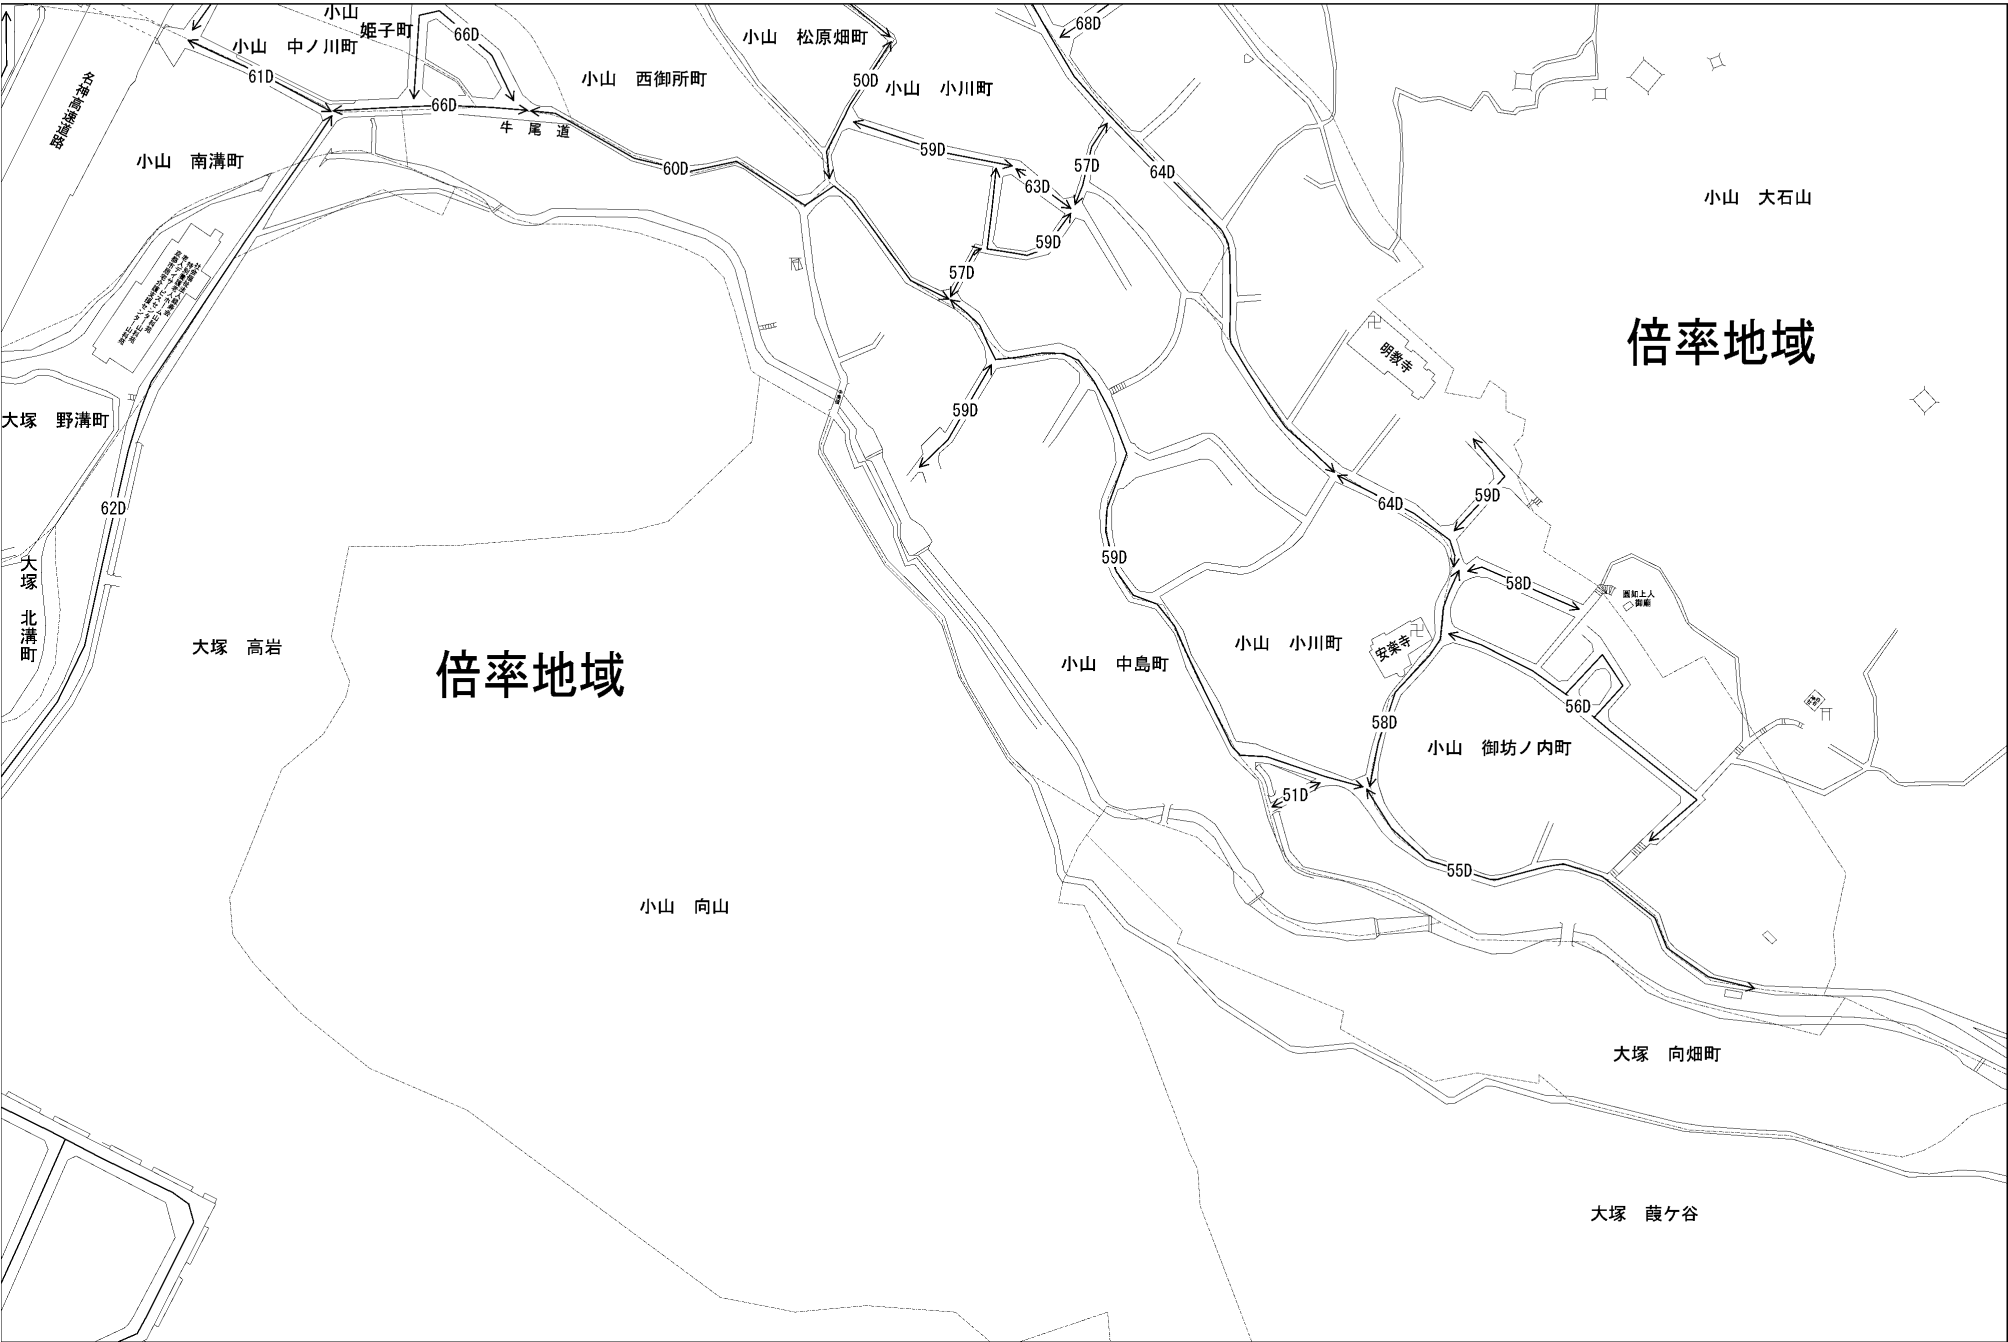 小山
姫子町
小山　中ノ川町
66D
小山　松原畑町
68D
61D
小山　西御所町
50D
小山　小川町
名神高速道路
66D
牛尾道
小山　南溝町
59D
60D
57D
64D
63D
小山　大石山
59D
57D
倍率地域
明教寺
大塚　野溝町
59D
62D
64D
59D
59D
大塚　北溝町
58D
大塚　高岩
倍率地域
小山　中島町
小山　小川町
安楽寺
56D
58D
小山　御坊ノ内町
51D
55D
小山　向山
大塚　向畑町
大塚　葭ケ谷